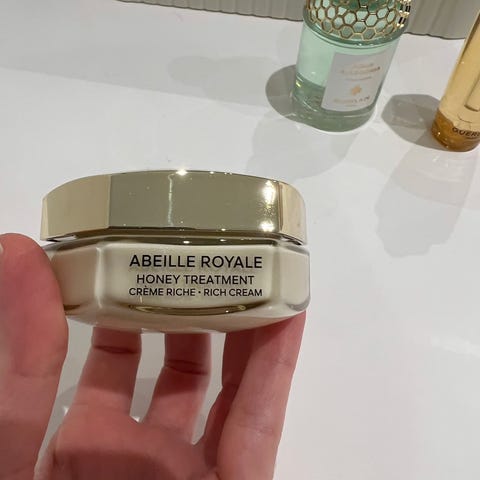 ABEILLE ROYALE
HONEY TREATMENT
CRÈME RICHE • RICH CREAM